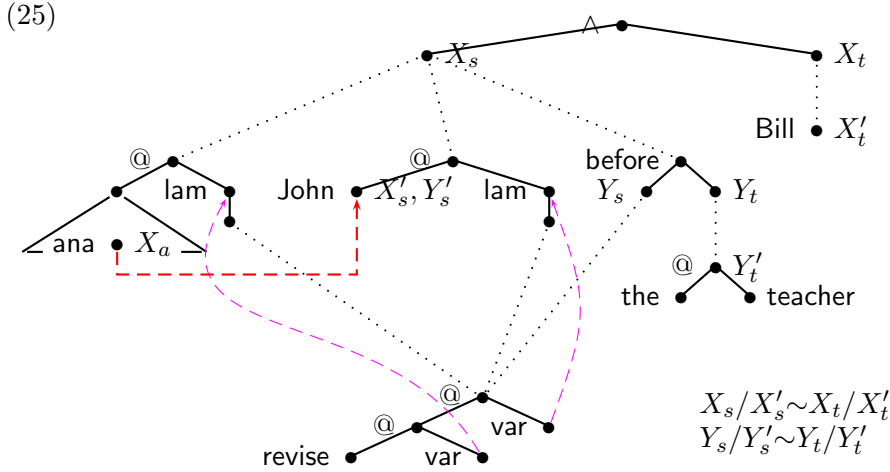 (25)
∧
X_s X_t
Bill X′_t
@ @ before
lam John X′_s, Y′_s lam Y_s Y_t
ana X_a
@ Y′_t
the teacher
@
@ var
revise var
X_s/X′_s∼X_t/X′_t
Y_s/Y′_s∼Y_t/Y′_t